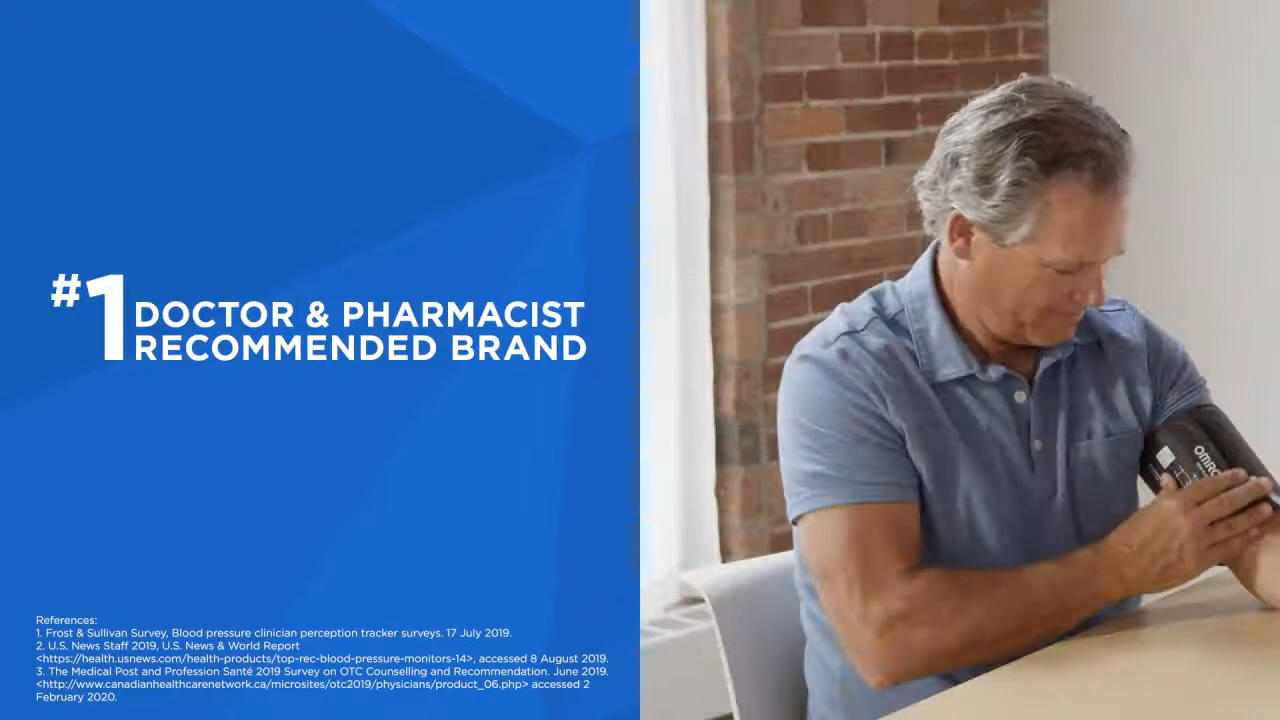 #1 DOCTOR & PHARMACIST
RECOMMENDED BRAND
References:
1. Frost & Sullivan Survey, Blood pressure clinician perception tracker surveys. 17 July 2019.
2. U.S. News Staff 2019, U.S. News & World Report
<https://health.usnews.com/health-products/top-rec-blood-pressure-monitors-14>, accessed 8 August 2019.
3. The Medical Post and Profession Santé 2019 Survey on OTC Counselling and Recommendation. June 2019.
<http://www.canadianhealthcarenetwork.ca/microsites/otc2019/physicians/product_06.php> accessed 2
February 2020.